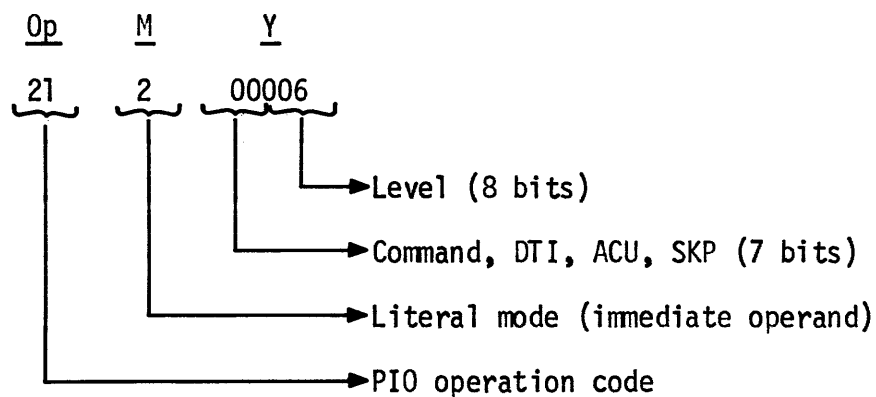 Op M Y
21 2 00006
Level (8 bits)
Command, DTI, ACU, SKP (7 bits)
Literal mode (immediate operand)
PIO operation code